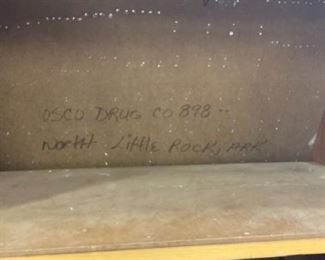 OSCO DRUG CO 898 --
North Little ROCK, ARK